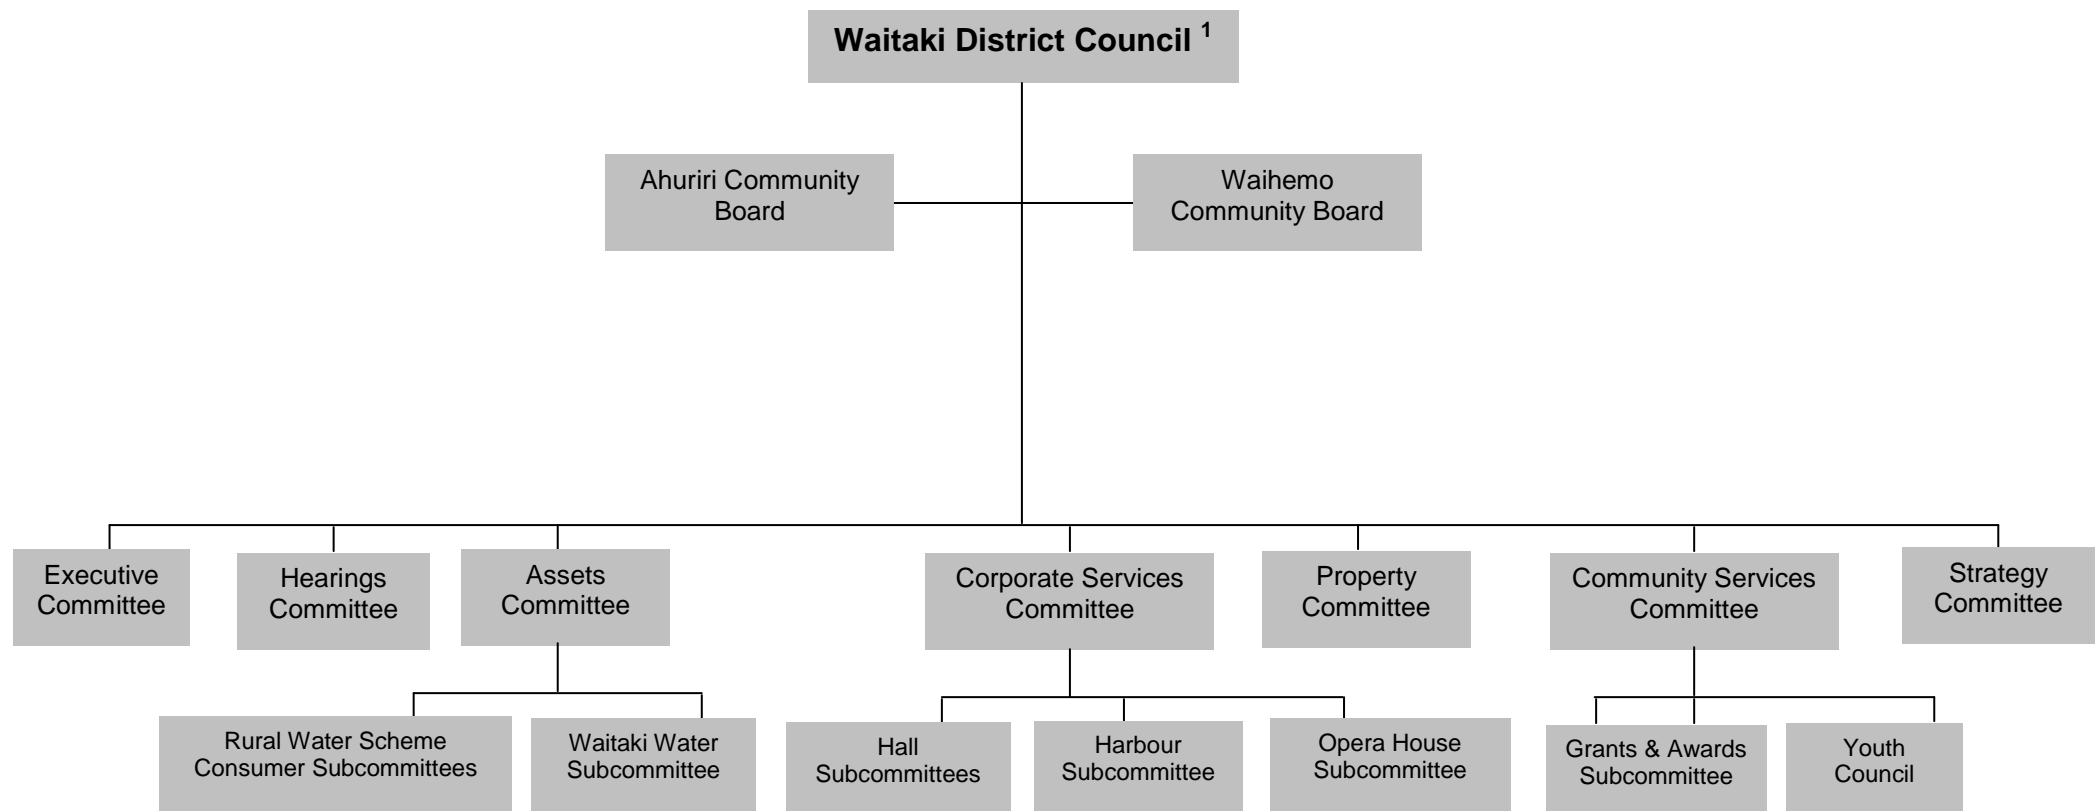 Waitaki District Council ¹
Ahuriri Community
Board
Waihemo
Community Board
Executive
Committee
Hearings
Committee
Assets
Committee
Corporate Services
Committee
Property
Committee
Community Services
Committee
Strategy
Committee
Rural Water Scheme
Consumer Subcommittees
Waitaki Water
Subcommittee
Hall
Subcommittees
Harbour
Subcommittee
Opera House
Subcommittee
Grants & Awards
Subcommittee
Youth
Council